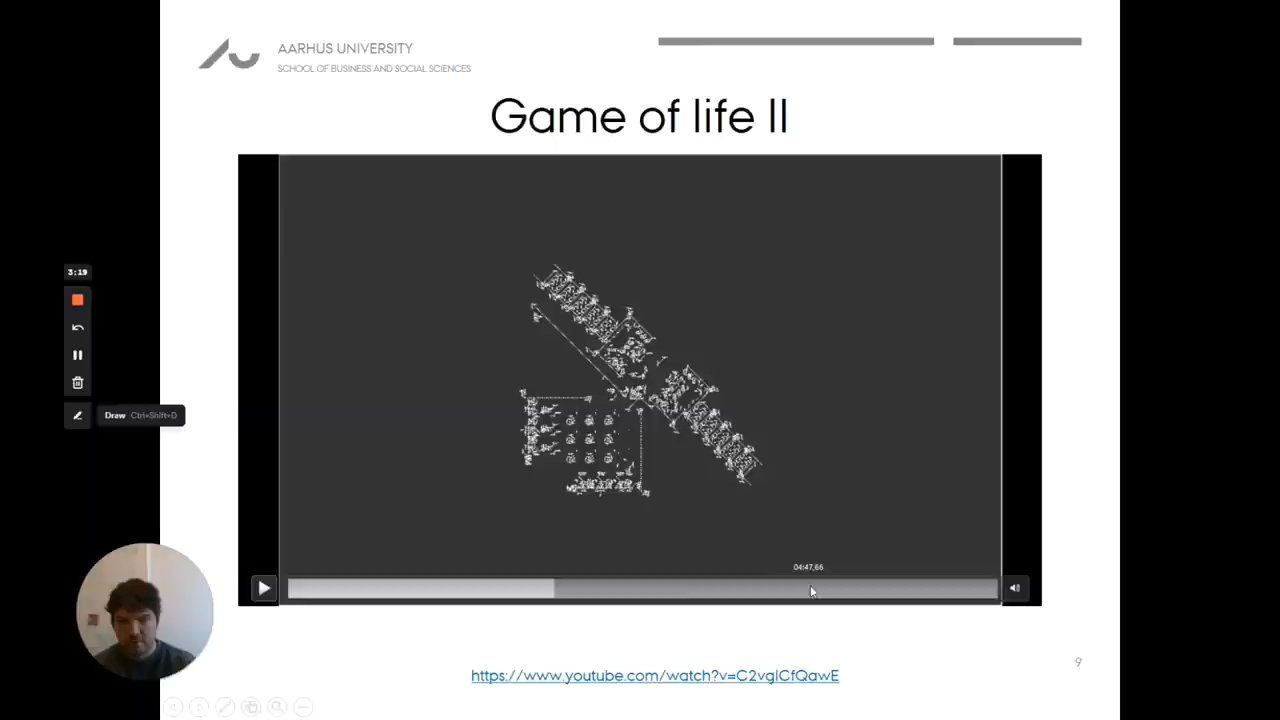 AARHUS UNIVERSITY
SCHOOL OF BUSINESS AND SOCIAL SCIENCES
Game of life II
3:19
Draw Ctrl+Shift+D
04:47,66
9
https://www.youtube.com/watch?v=C2vglCfQawE